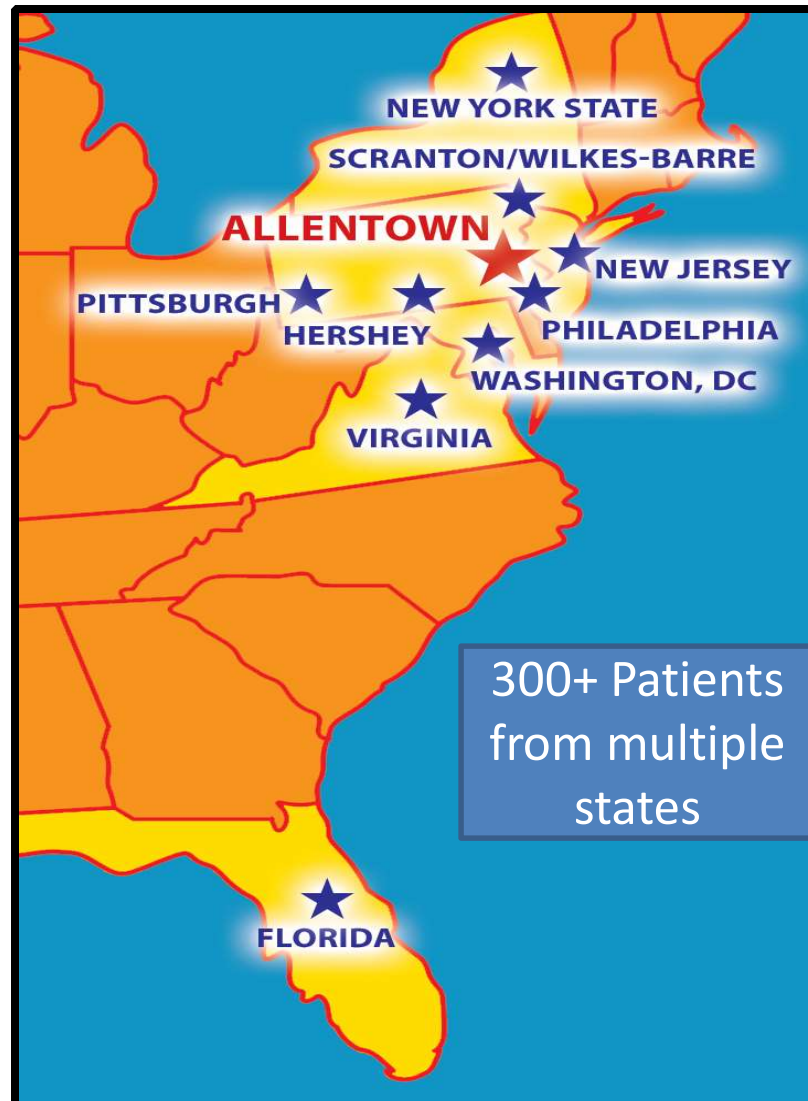 NEW YORK STATE
SCRANTON/WILKES-BARRE
ALLENTOWN
NEW JERSEY
PITTSBURGH
HERSHEY
PHILADELPHIA
WASHINGTON, DC
VIRGINIA
300+ Patients
from multiple
states
FLORIDA